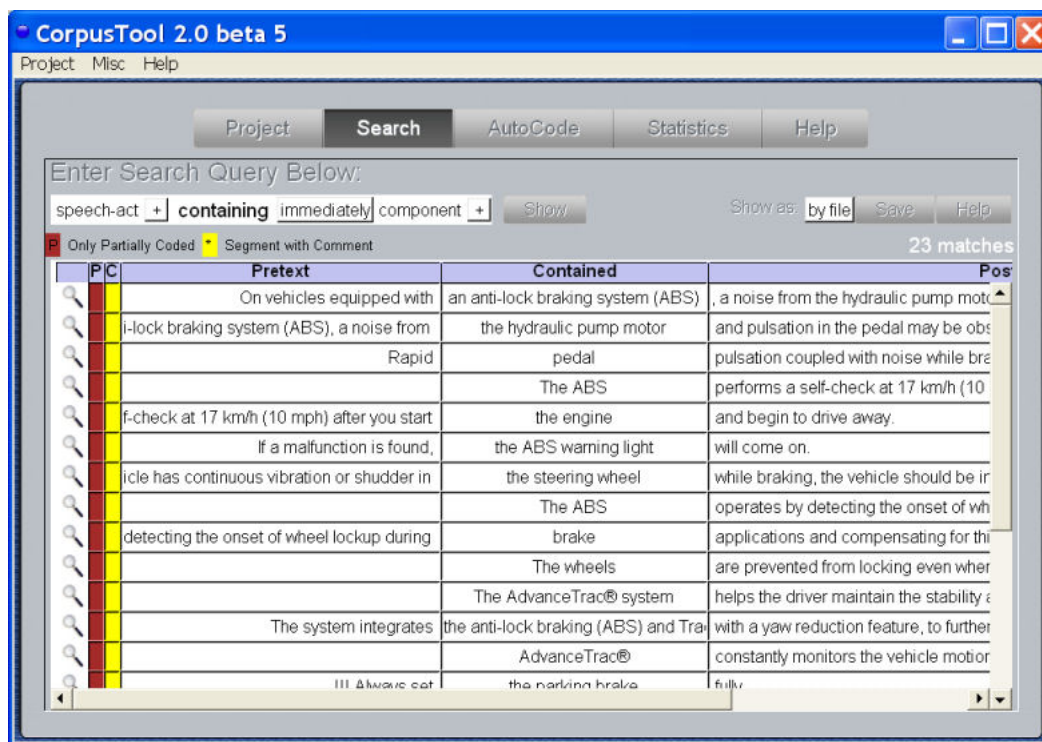 CorpusTool 2.0 beta 5
Project Misc Help
Project Search AutoCode Statistics Help
Enter Search Query Below:
speech-act + containing immediately component + Show Show as: by file Save Help
P Only Partially Coded * Segment with Comment 23 matches
P C Pretext Contained Pos
On vehicles equipped with an anti-lock braking system (ABS) , a noise from the hydraulic pump moto
i-lock braking system (ABS), a noise from the hydraulic pump motor and pulsation in the pedal may be obs
Rapid pedal pulsation coupled with noise while bra
The ABS performs a self-check at 17 km/h (10
f-check at 17 km/h (10 mph) after you start the engine and begin to drive away.
If a malfunction is found, the ABS warning light will come on.
icle has continuous vibration or shudder in the steering wheel while braking, the vehicle should be in
The ABS operates by detecting the onset of wh
detecting the onset of wheel lockup during brake applications and compensating for thi
The wheels are prevented from locking even when
The AdvanceTrac® system helps the driver maintain the stability a
The system integrates the anti-lock braking (ABS) and Tra with a yaw reduction feature, to further
AdvanceTrac® constantly monitors the vehicle motion
!!! Always set the parking brake fully